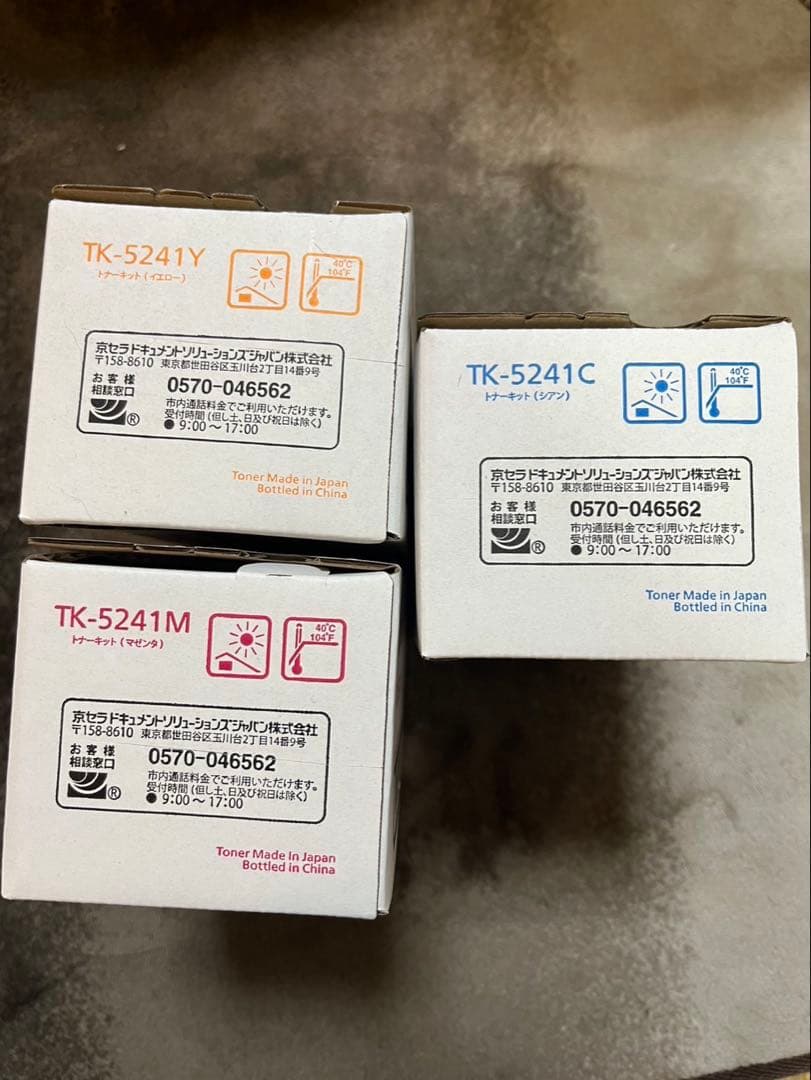 TK-5241Y
トナーキット(イエロー)
40℃
104°F
京セラドキュメントソリューションズジャパン株式会社
〒158-8610 東京都世田谷区玉川台2丁目14番9号
お客様
相談窓口
0570-046562
市内通話料金でご利用いただけます。
受付時間(但し土、日及び祝日は除く)
●9:00～17:00
®
Toner Made in Japan
Bottled in China
TK-5241C
トナーキット(シアン)
40℃
104°F
京セラドキュメントソリューションズジャパン株式会社
〒158-8610 東京都世田谷区玉川台2丁目14番9号
お客様
相談窓口
0570-046562
市内通話料金でご利用いただけます。
受付時間(但し土、日及び祝日は除く)
●9:00～17:00
®
Toner Made in Japan
Bottled in China
TK-5241M
トナーキット(マゼンタ)
40℃
104°F
京セラドキュメントソリューションズジャパン株式会社
〒158-8610 東京都世田谷区玉川台2丁目14番9号
お客様
相談窓口
0570-046562
市内通話料金でご利用いただけます。
受付時間(但し土、日及び祝日は除く)
●9:00～17:00
®
Toner Made in Japan
Bottled in China